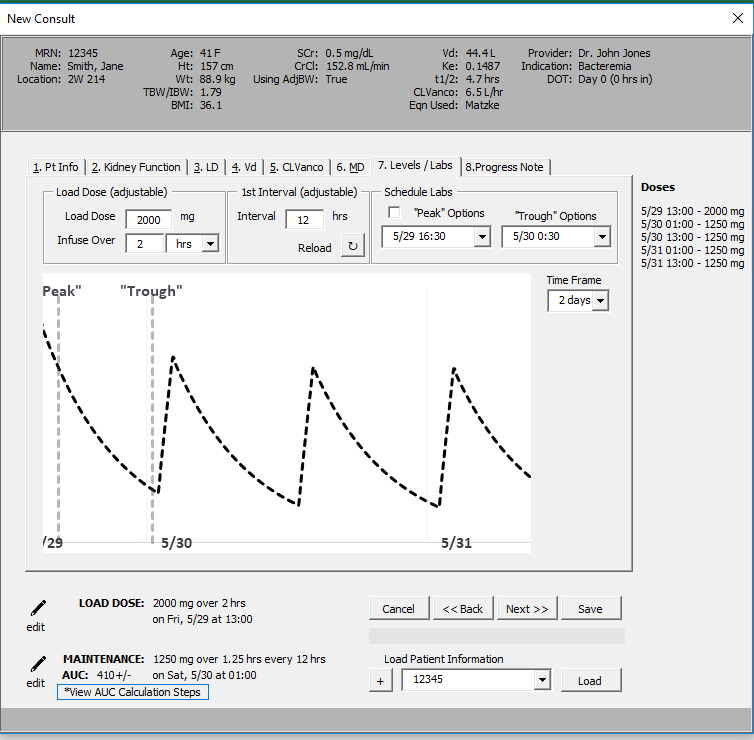 New Consult
MRN: 12345
Name: Smith, Jane
Location: 2W 214
Age: 41 F
Ht: 157 cm
Wt: 88.9 kg
TBW/IBW: 1.79
BMI: 36.1
SCr: 0.5 mg/dL
CrCl: 152.8 mL/min
Using AdjBW: True
Vd: 44.4 L
Ke: 0.1487
t1/2: 4.7 hrs
CLVanco: 6.5 L/hr
Eqn Used: Matzke
Provider: Dr. John Jones
Indication: Bacteremia
DOT: Day 0 (0 hrs in)
1. Pt Info 2. Kidney Function 3. LD 4. Vd 5. CLVanco 6. MD 7. Levels / Labs 8.Progress Note
Load Dose (adjustable)
Load Dose 2000 mg
Infuse Over 2 hrs
1st Interval (adjustable)
Interval 12 hrs
Reload
Schedule Labs
"Peak" Options
5/29 16:30
"Trough" Options
5/30 0:30
Time Frame
2 days
Peak"
"Trough"
/29
5/30
5/31
Doses
5/29 13:00 - 2000 mg
5/30 01:00 - 1250 mg
5/30 13:00 - 1250 mg
5/31 01:00 - 1250 mg
5/31 13:00 - 1250 mg
edit
LOAD DOSE: 2000 mg over 2 hrs
on Fri, 5/29 at 13:00
edit
MAINTENANCE: 1250 mg over 1.25 hrs every 12 hrs
AUC: 410+/- on Sat, 5/30 at 01:00
*View AUC Calculation Steps
Cancel << Back Next >> Save
Load Patient Information
+ 12345 Load